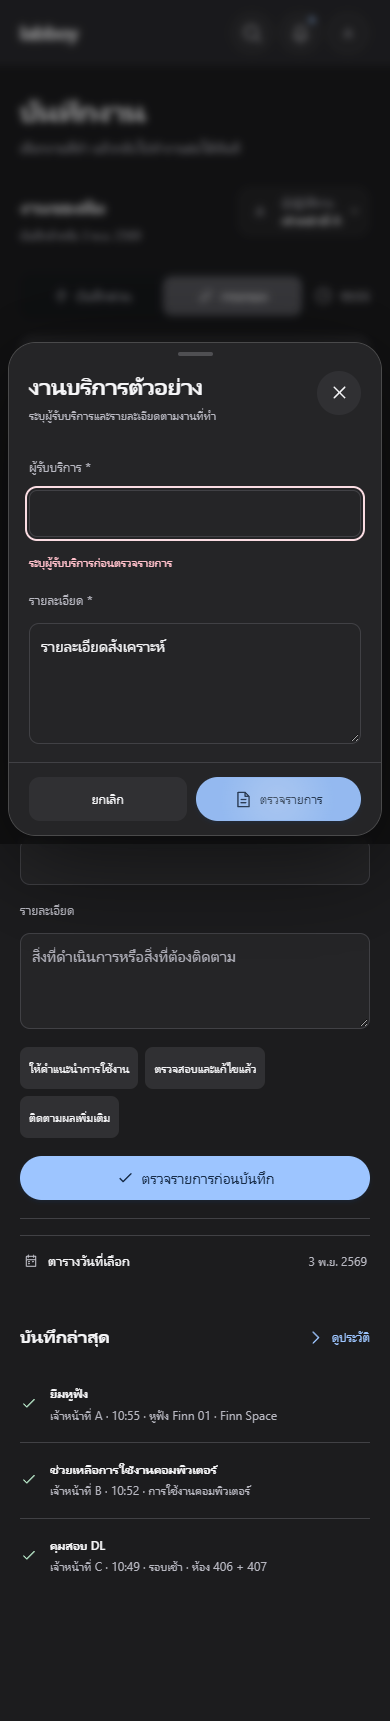 labboy
บันทึกงาน
งานบริการตัวอย่าง
ระบุผู้รับบริการและรายละเอียดตามงานที่ทำ
ผู้รับบริการ *
ระบุผู้รับบริการก่อนตรวจรายการ
รายละเอียด *
รายละเอียดสังเคราะห์
ยกเลิก
ตรวจรายการ
รายละเอียด
สิ่งที่ดำเนินการหรือสิ่งที่ต้องติดตาม
ให้คำแนะนำการใช้งาน
ตรวจสอบและแก้ไขแล้ว
ติดตามผลเพิ่มเติม
ตรวจรายการก่อนบันทึก
ตารางวันที่เลือก
3 พ.ย. 2569
บันทึกล่าสุด
ดูประวัติ
ยืมหูฟัง
เจ้าหน้าที่ A · 10:55 · หูฟัง Finn 01 · Finn Space
ช่วยเหลือการใช้งานคอมพิวเตอร์
เจ้าหน้าที่ B · 10:52 · การใช้งานคอมพิวเตอร์
คุมสอบ DL
เจ้าหน้าที่ C · 10:49 · รอบเช้า · ห้อง 406 + 407